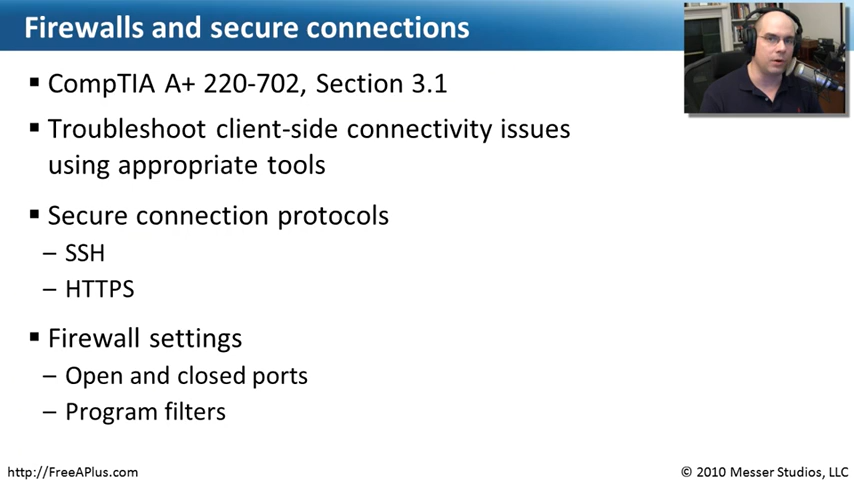 Firewalls and secure connections
▪ CompTIA A+ 220-702, Section 3.1
▪ Troubleshoot client-side connectivity issues
using appropriate tools
▪ Secure connection protocols
– SSH
– HTTPS
▪ Firewall settings
– Open and closed ports
– Program filters
http://FreeAPlus.com
© 2010 Messer Studios, LLC